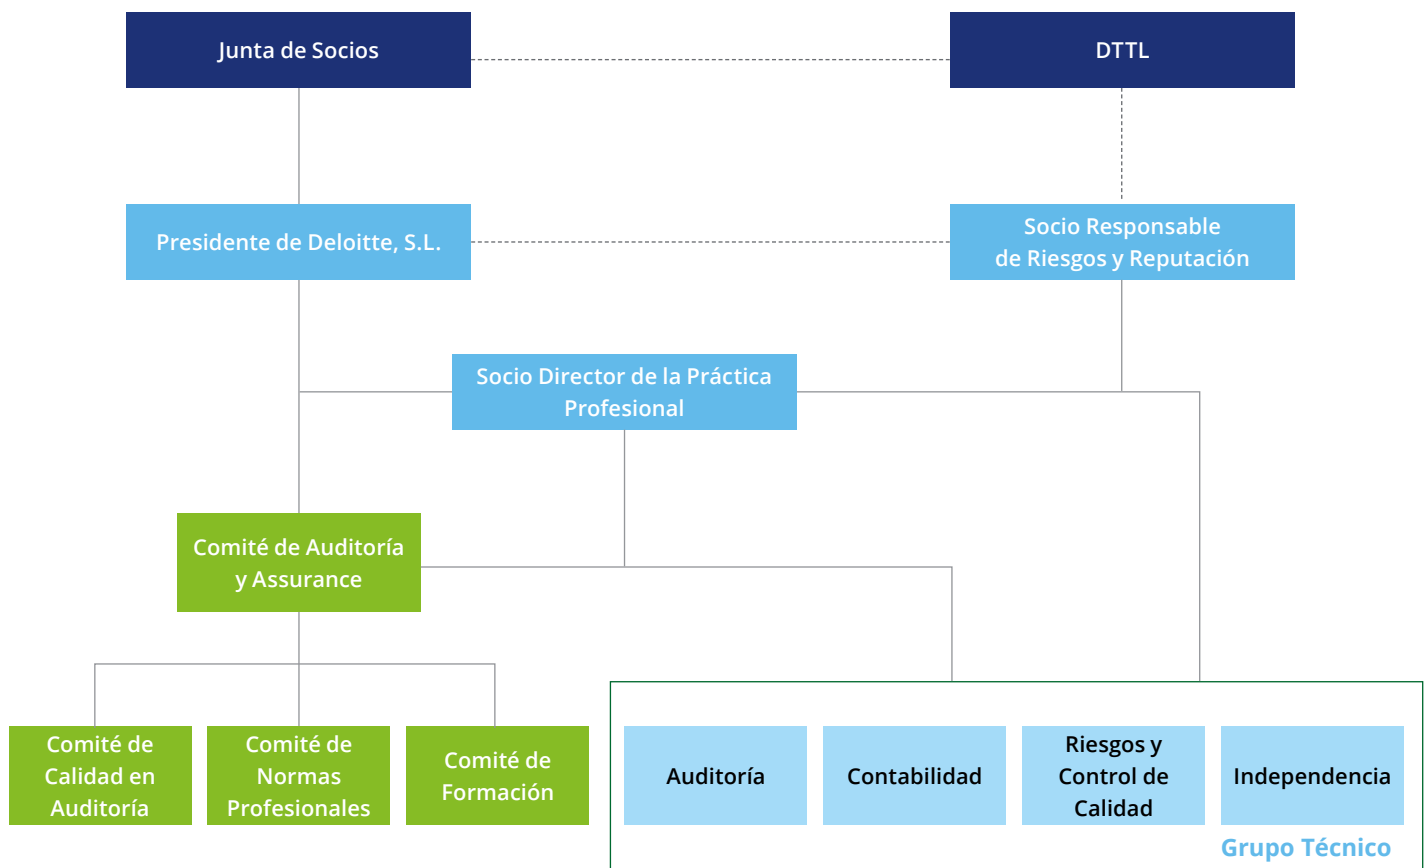 Junta de Socios
DTTL
Presidente de Deloitte, S.L.
Socio Responsable
de Riesgos y Reputación
Socio Director de la Práctica
Profesional
Comité de Auditoría
y Assurance
Comité de
Calidad en
Auditoría
Comité de
Normas
Profesionales
Comité de
Formación
Auditoría
Contabilidad
Riesgos y
Control de
Calidad
Independencia
Grupo Técnico